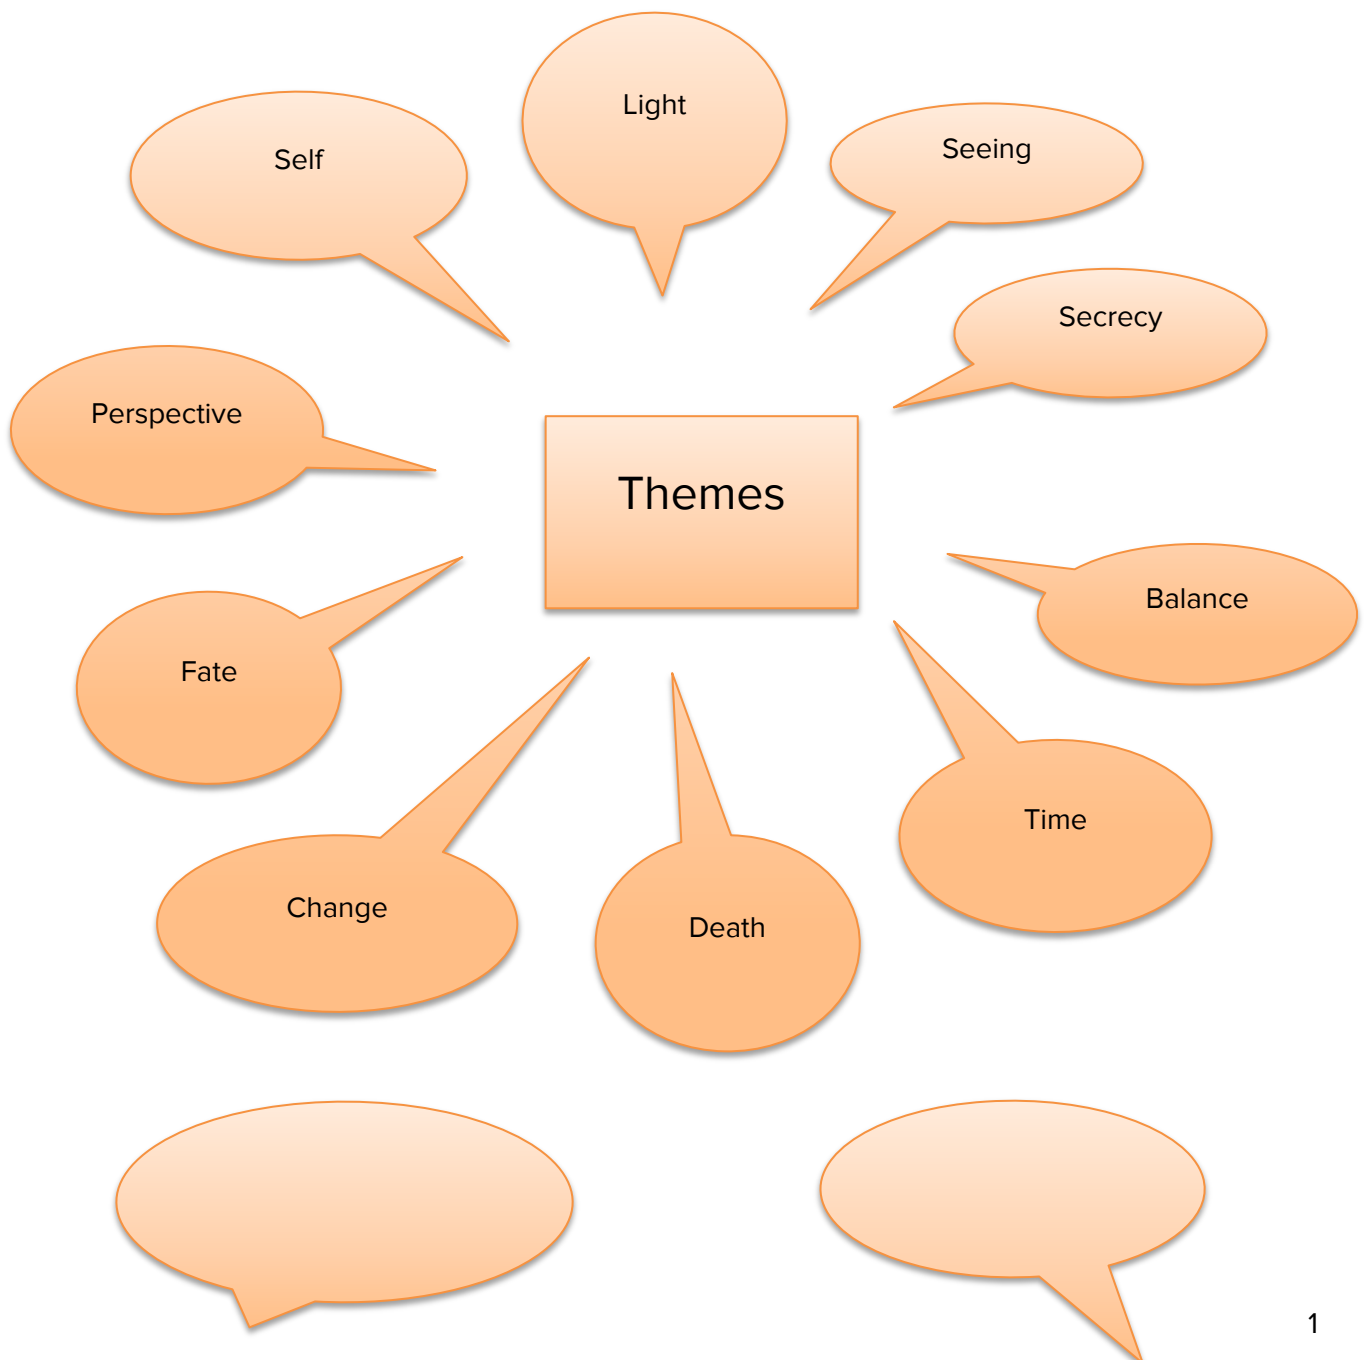 Light
Self
Seeing
Secrecy
Perspective
Themes
Balance
Fate
Time
Change
Death
1